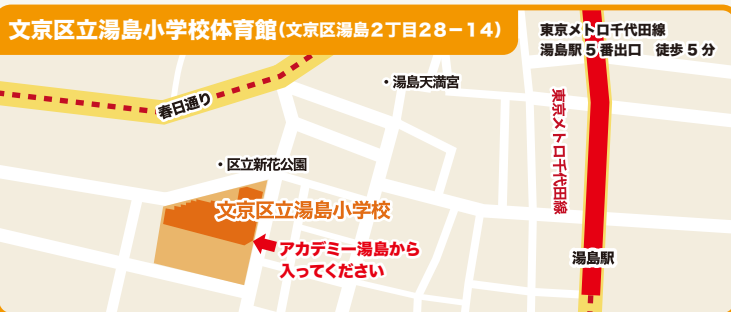 文京区立湯島小学校体育館(文京区湯島2丁目28−14)
東京メトロ千代田線
湯島駅5番出口　徒歩5分
・湯島天満宮
春日通り
東京メトロ千代田線
・区立新花公園
文京区立湯島小学校
アカデミー湯島から
入ってください
湯島駅